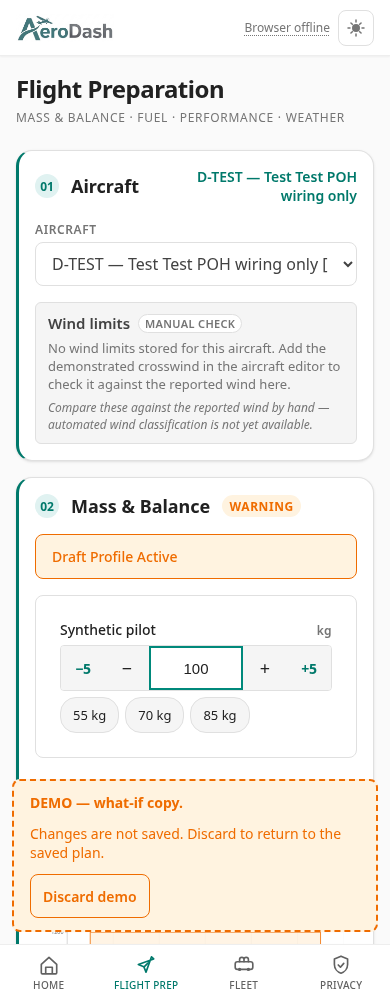 AeroDash
Browser offline
Flight Preparation
MASS & BALANCE · FUEL · PERFORMANCE · WEATHER
01
Aircraft
D-TEST — Test Test POH
wiring only
AIRCRAFT
D-TEST — Test Test POH wiring only [
Wind limits
MANUAL CHECK
No wind limits stored for this aircraft. Add the
demonstrated crosswind in the aircraft editor to
check it against the reported wind here.
Compare these against the reported wind by hand —
automated wind classification is not yet available.
02
Mass & Balance
WARNING
Draft Profile Active
Synthetic pilot
kg
−5
−
100
+
+5
55 kg
70 kg
85 kg
DEMO — what-if copy.
Changes are not saved. Discard to return to the
saved plan.
Discard demo
HOME
FLIGHT PREP
FLEET
PRIVACY